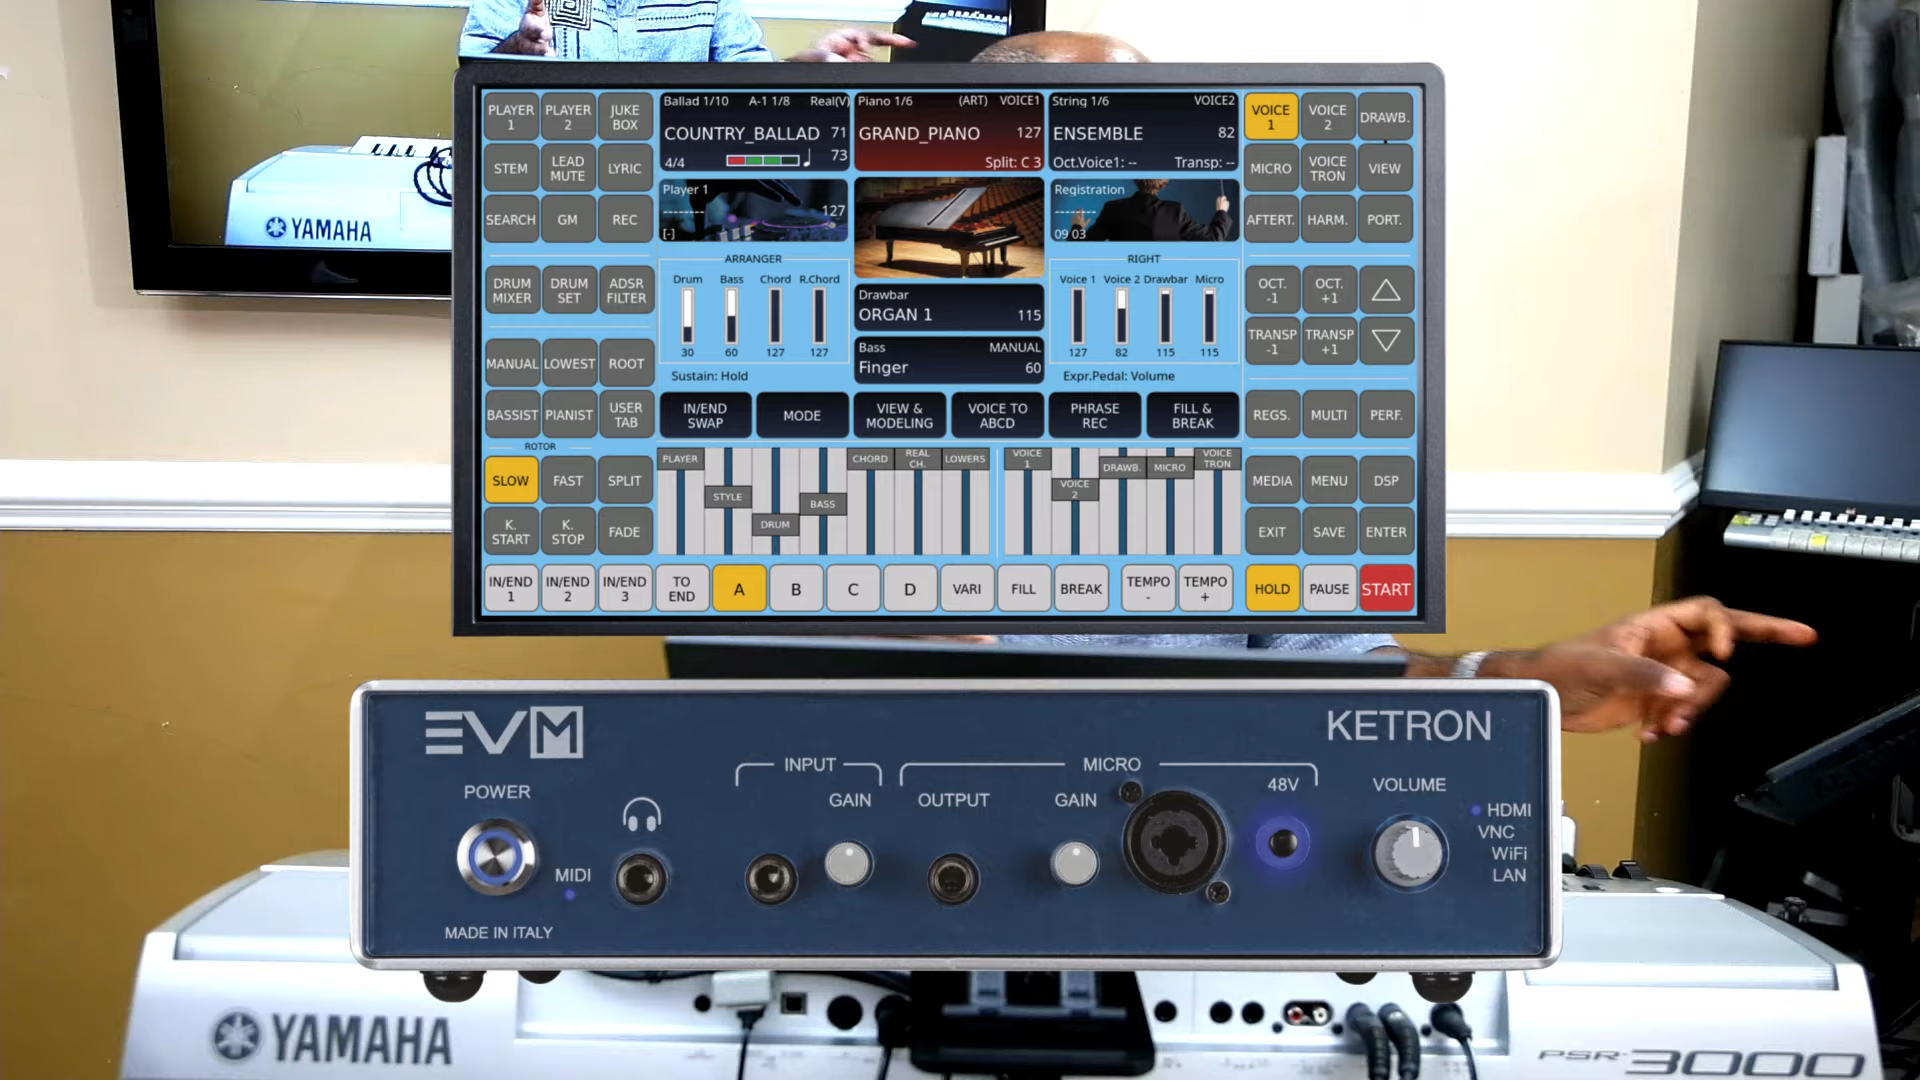 YAMAHA
PLAYER 1
PLAYER 2
JUKE BOX
STEM
LEAD MUTE
LYRIC
SEARCH
GM
REC
DRUM MIXER
DRUM SET
ADSR FILTER
MANUAL
LOWEST
ROOT
BASSIST
PIANIST
USER TAB
ROTOR
SLOW
FAST
SPLIT
K. START
K. STOP
FADE
Ballad 1/10 A-1 1/8 Real(V)
COUNTRY_BALLAD 71
4/4 73
Piano 1/6 (ART) VOICE1
GRAND_PIANO 127
Split: C 3
String 1/6 VOICE2
ENSEMBLE 82
Oct.Voice1: -- Transp: --
Player 1
-------- 127
[-]
Registration
--------
09 03
ARRANGER
Drum Bass Chord R.Chord
30 60 127 127
Sustain: Hold
Drawbar
ORGAN 1 115
Bass MANUAL
Finger 60
RIGHT
Voice 1 Voice 2 Drawbar Micro
127 82 115 115
Expr.Pedal: Volume
IN/END SWAP
MODE
VIEW & MODELING
VOICE TO ABCD
PHRASE REC
FILL & BREAK
PLAYER
STYLE
DRUM
BASS
CHORD
REAL CH.
LOWERS
VOICE 1
VOICE 2
DRAWB.
MICRO
VOICE TRON
VOICE 1
VOICE 2
DRAWB.
MICRO
VOICE TRON
VIEW
AFTERT.
HARM.
PORT.
OCT. -1
OCT. +1
TRANSP -1
TRANSP +1
REGS.
MULTI
PERF.
MEDIA
MENU
DSP
EXIT
SAVE
ENTER
IN/END 1
IN/END 2
IN/END 3
TO END
A
B
C
D
VARI
FILL
BREAK
TEMPO -
TEMPO +
HOLD
PAUSE
START
EVM
KETRON
POWER
MIDI
MADE IN ITALY
INPUT
GAIN
MICRO
OUTPUT
GAIN
48V
VOLUME
HDMI
VNC
WiFi
LAN
YAMAHA
PSR-3000